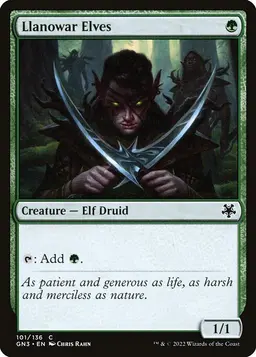 Llanowar Elves
Creature — Elf Druid
: Add .
As patient and generous as life, as harsh
and merciless as nature.
1/1
101/136 C
GN3 • EN CHRIS RAHN
™ & © 2022 Wizards of the Coast